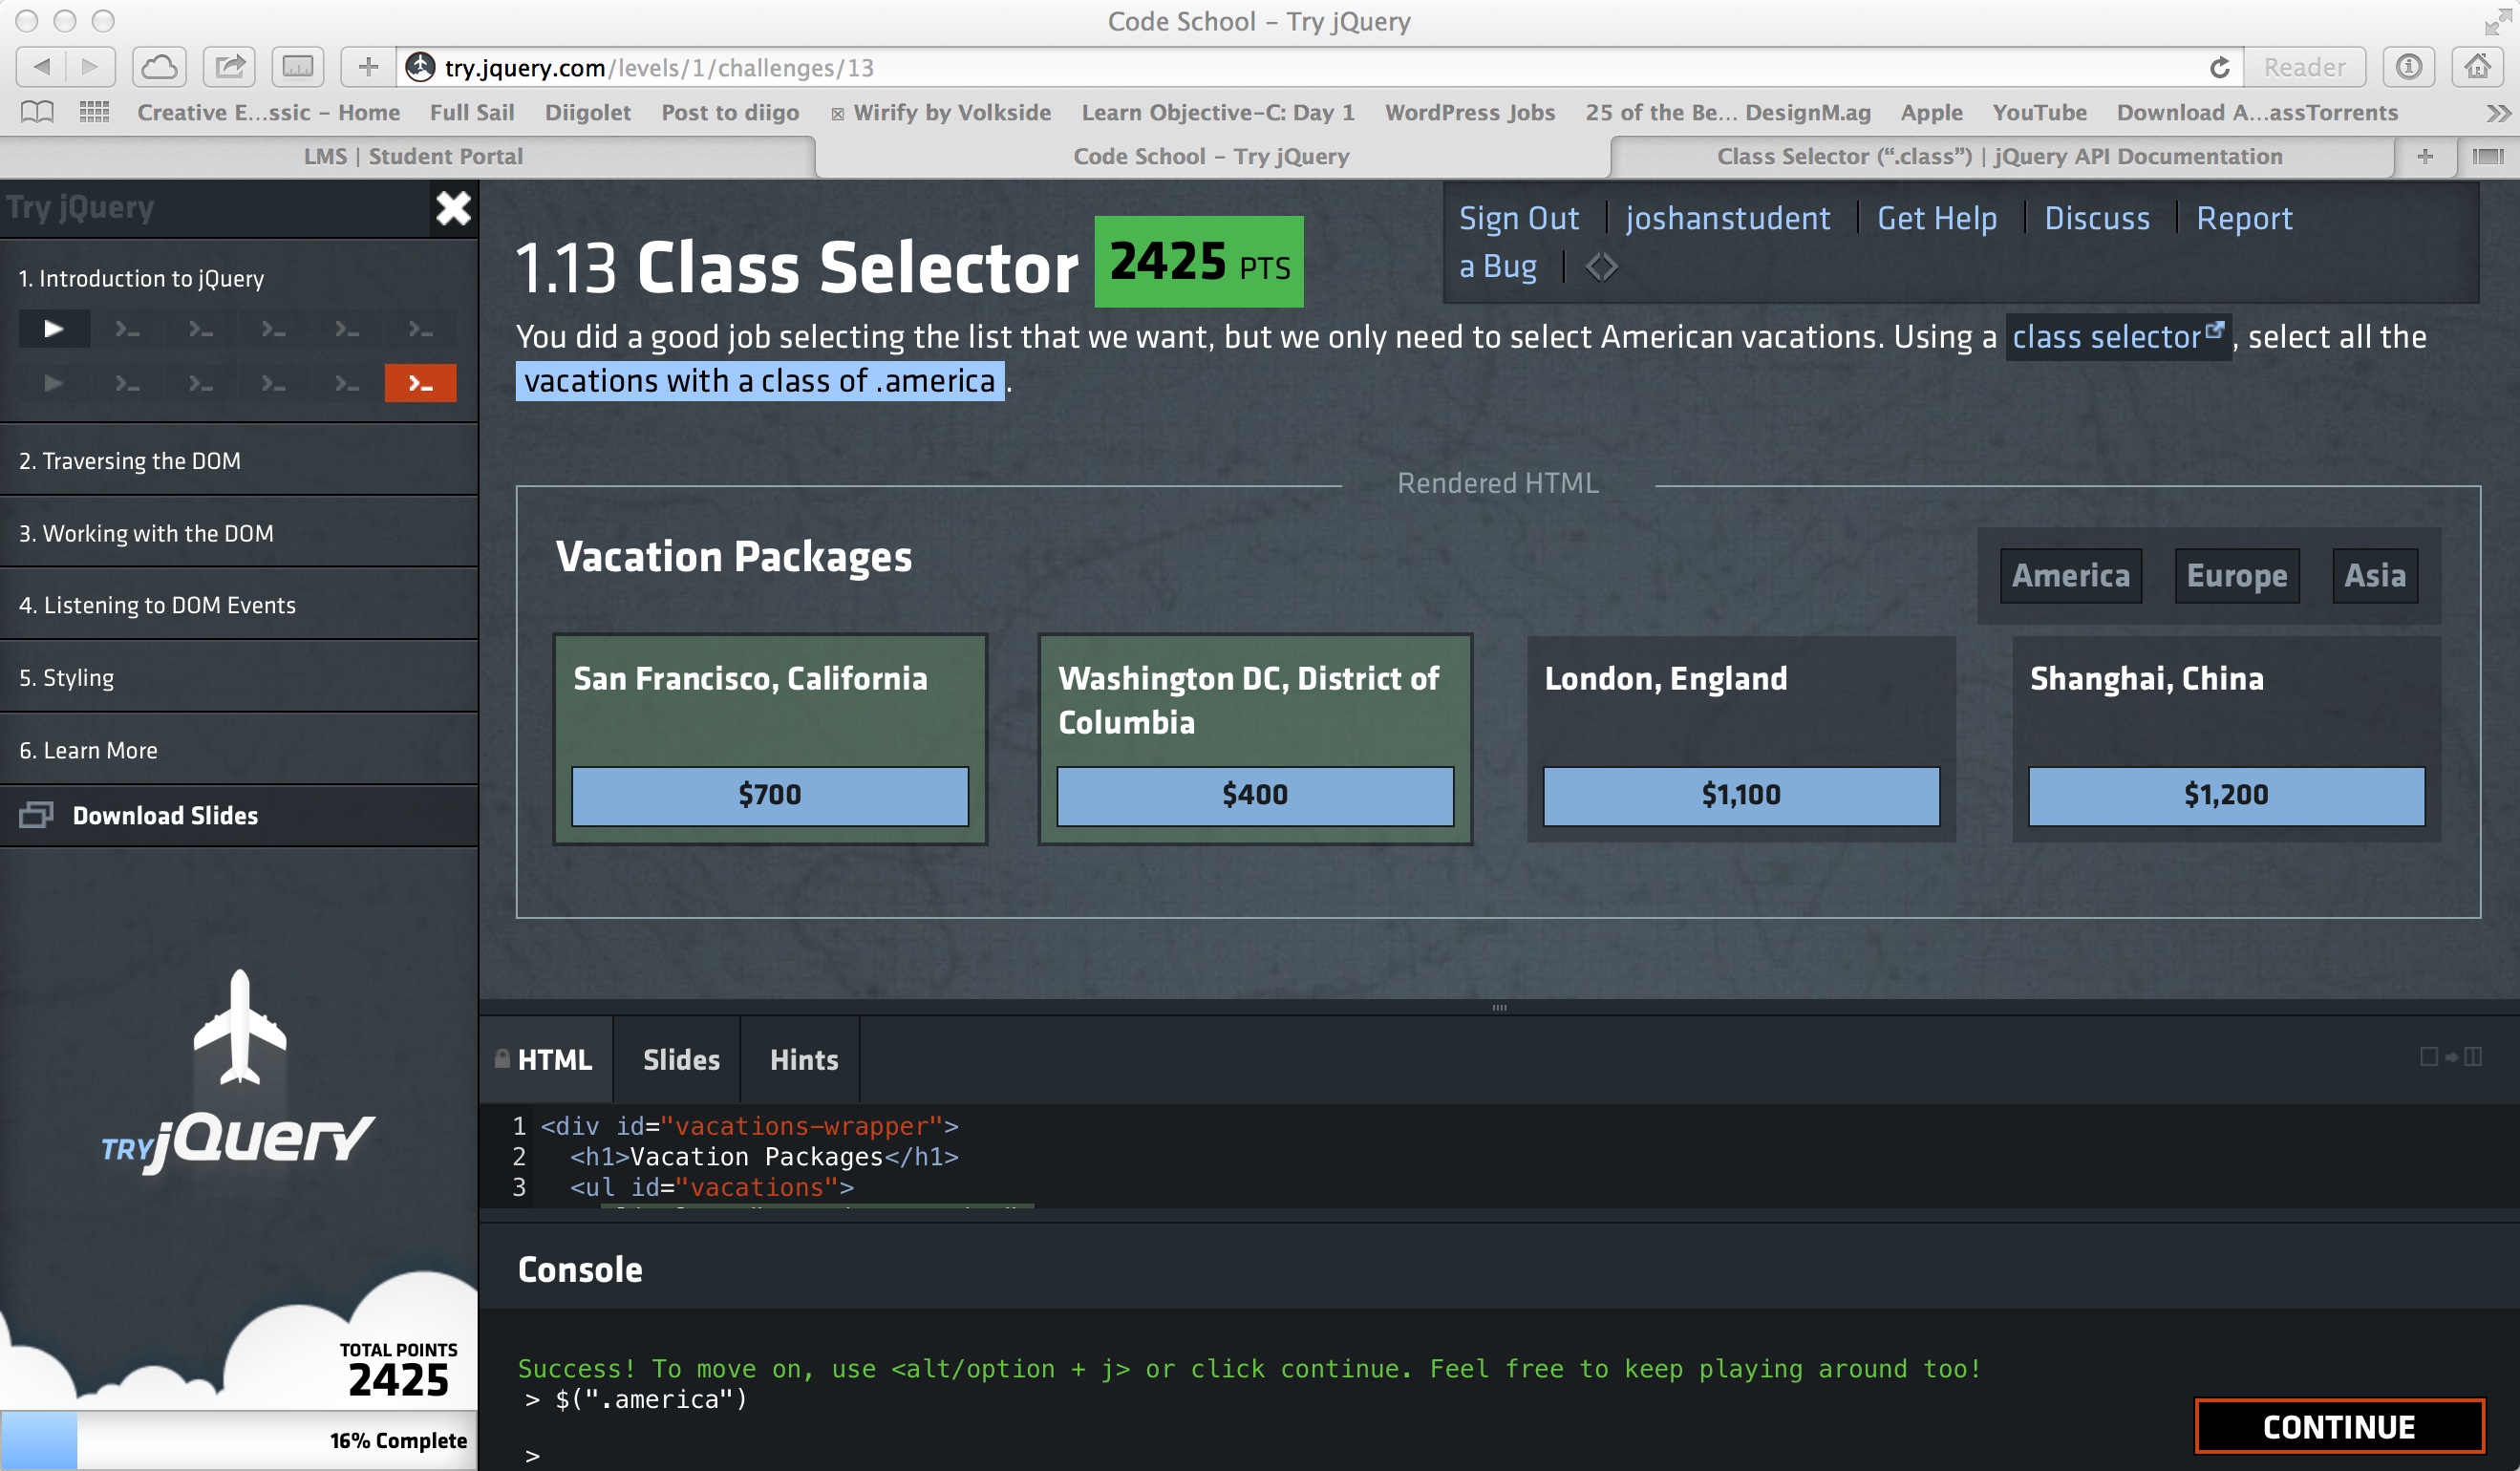 Code School – Try jQuery
try.jquery.com/levels/1/challenges/13
Reader
Creative E...ssic – Home
Full Sail
Diigolet
Post to diigo
Wirify by Volkside
Learn Objective-C: Day 1
WordPress Jobs
25 of the Be... DesignM.ag
Apple
YouTube
Download A...assTorrents
LMS | Student Portal
Code School – Try jQuery
Class Selector (“.class”) | jQuery API Documentation
Try jQuery
1. Introduction to jQuery
2. Traversing the DOM
3. Working with the DOM
4. Listening to DOM Events
5. Styling
6. Learn More
Download Slides
TRY jQuery
TOTAL POINTS
2425
16% Complete
Sign Out | joshanstudent | Get Help | Discuss | Report
a Bug | <>
1.13 Class Selector 2425 PTS
You did a good job selecting the list that we want, but we only need to select American vacations. Using a class selector, select all the
vacations with a class of .america .
Rendered HTML
Vacation Packages
America Europe Asia
San Francisco, California
$700
Washington DC, District of
Columbia
$400
London, England
$1,100
Shanghai, China
$1,200
HTML Slides Hints
1 <div id="vacations-wrapper">
2 <h1>Vacation Packages</h1>
3 <ul id="vacations">
Console
Success! To move on, use <alt/option + j> or click continue. Feel free to keep playing around too!
> $(".america")
>
CONTINUE